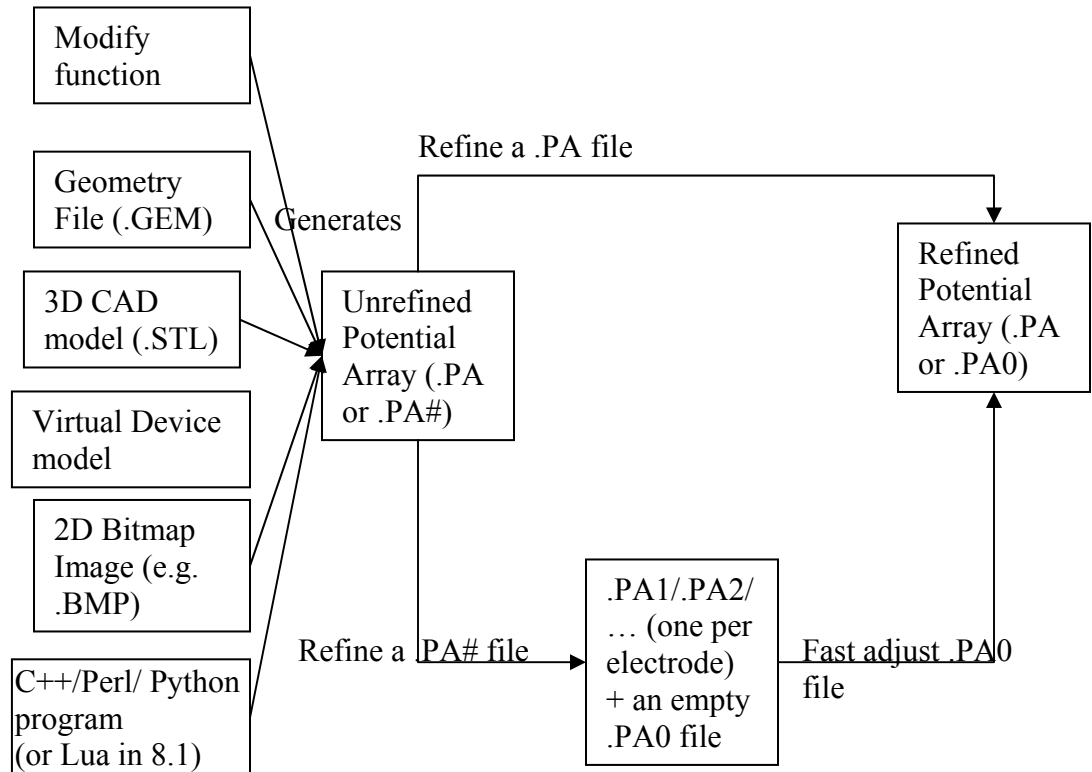 Modify
function
Geometry
File (.GEM)
3D CAD
model (.STL)
Virtual Device
model
2D Bitmap
Image (e.g.
.BMP)
C++/Perl/ Python
program
(or Lua in 8.1)
Generates
Unrefined
Potential
Array (.PA
or .PA#)
Refine a .PA file
Refined
Potential
Array (.PA
or .PA0)
Refine a .PA# file
.PA1/.PA2/
… (one per
electrode)
+ an empty
.PA0 file
Fast adjust .PA0
file